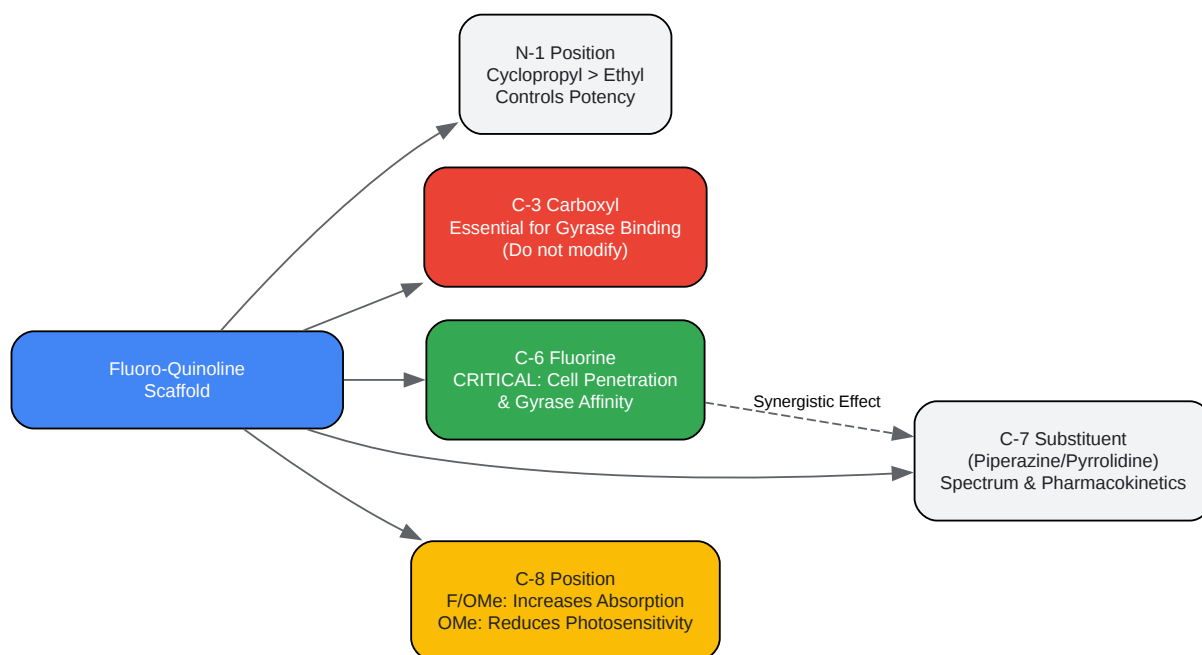 N-1 Position
Cyclopropyl > Ethyl
Controls Potency
C-3 Carboxyl
Essential for Gyrase Binding
(Do not modify)
Fluoro-Quinoline
Scaffold
C-6 Fluorine
CRITICAL: Cell Penetration
& Gyrase Affinity
Synergistic Effect
C-7 Substituent
(Piperazine/Pyrrolidine)
Spectrum & Pharmacokinetics
C-8 Position
F/OMe: Increases Absorption
OMe: Reduces Photosensitivity